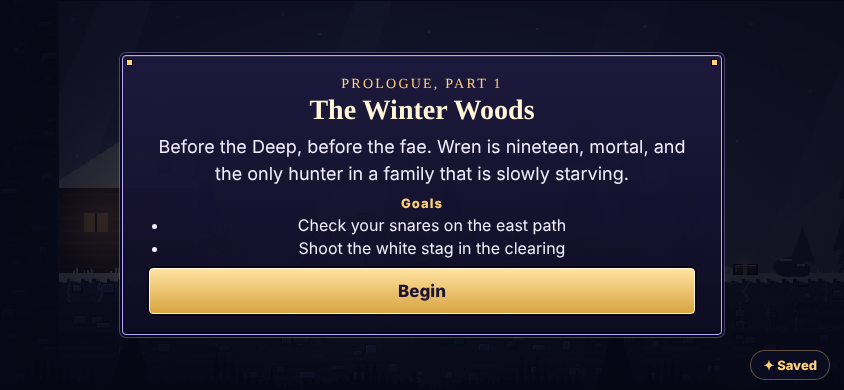 PROLOGUE, PART 1
The Winter Woods
Before the Deep, before the fae. Wren is nineteen, mortal, and
the only hunter in a family that is slowly starving.
Goals
• Check your snares on the east path
• Shoot the white stag in the clearing
Begin
✦ Saved